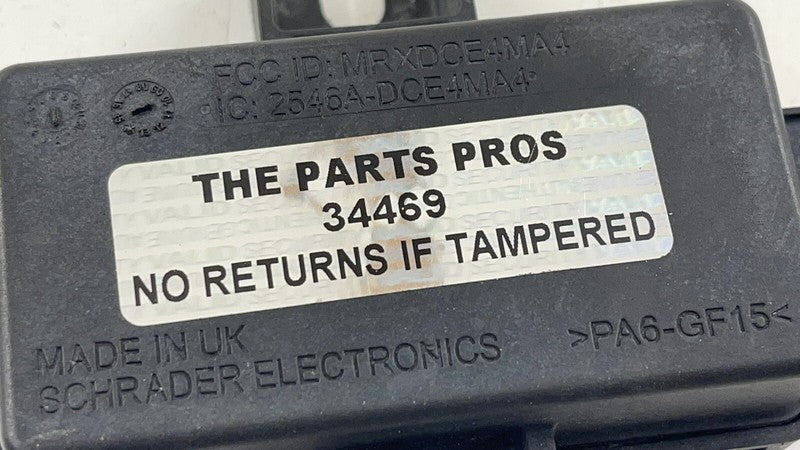 FCC ID: MRXDCE4MA4
IC: 2546A-DCE4MA4
THE PARTS PROS
34469
NO RETURNS IF TAMPERED
MADE IN UK
SCHRADER ELECTRONICS
>PA6-GF15<